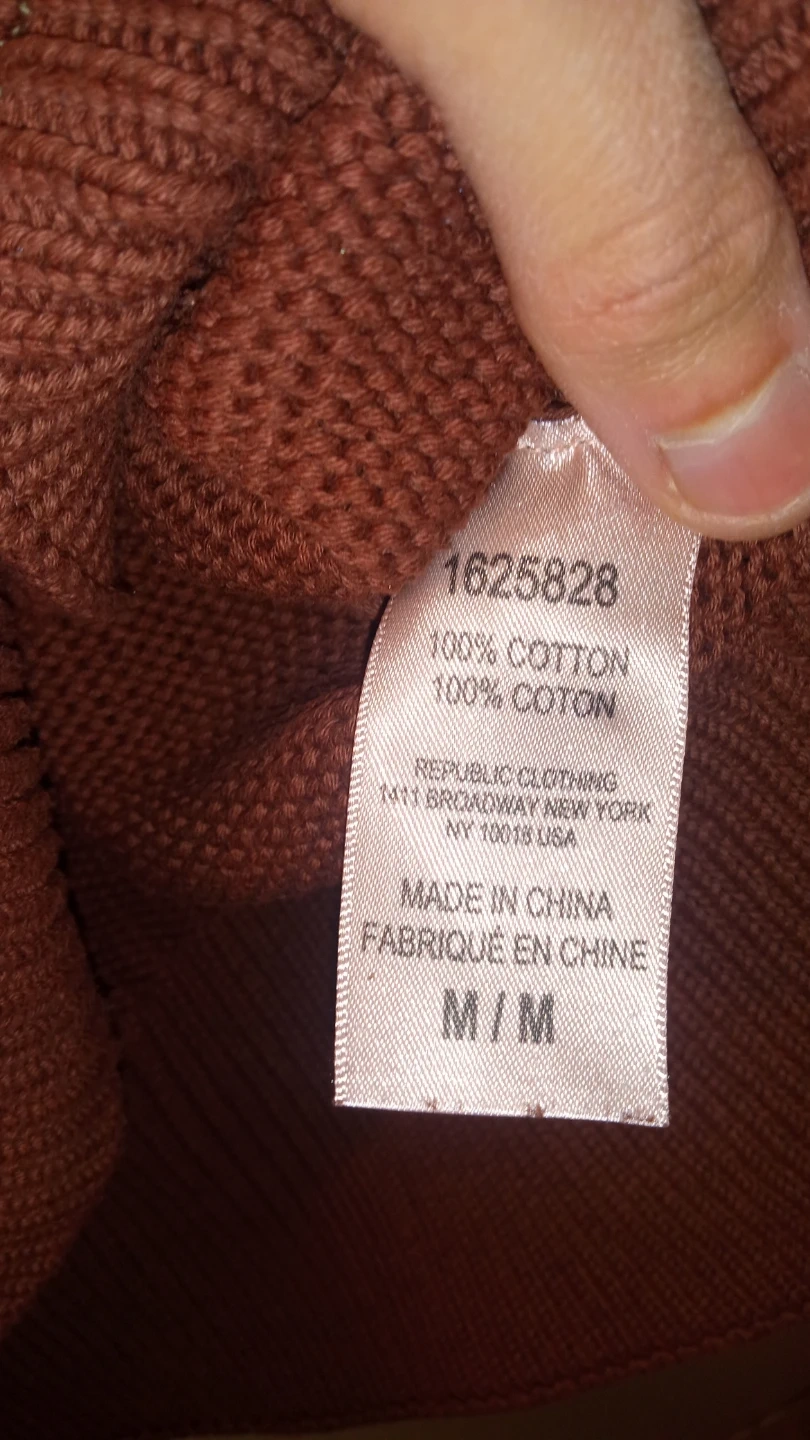 1625828
100% COTTON
100% COTON
REPUBLIC CLOTHING
1411 BROADWAY NEW YORK
NY 10018 USA
MADE IN CHINA
FABRIQUÉ EN CHINE
M / M